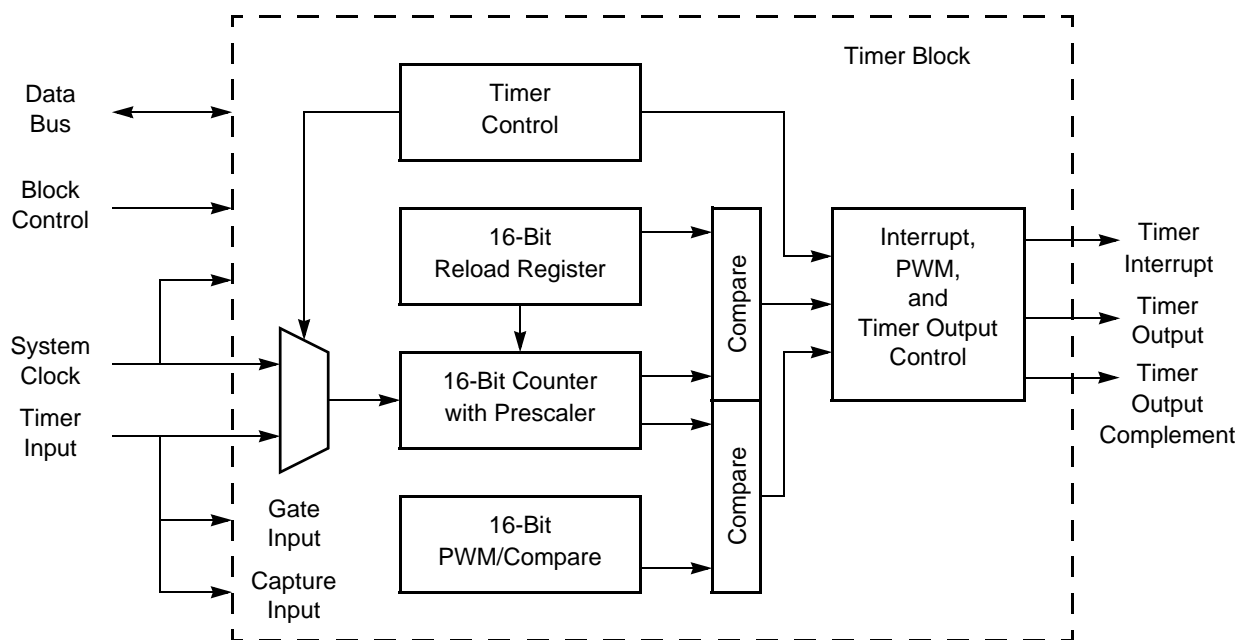 Timer Block
Data
Bus
Timer
Control
Block
Control
16-Bit
Reload Register
Compare
Interrupt,
PWM,
and
Timer Output
Control
Timer
Interrupt
Timer
Output
Timer
Output
Complement
System
Clock
16-Bit Counter
with Prescaler
Timer
Input
Compare
Gate
Input
16-Bit
PWM/Compare
Capture
Input